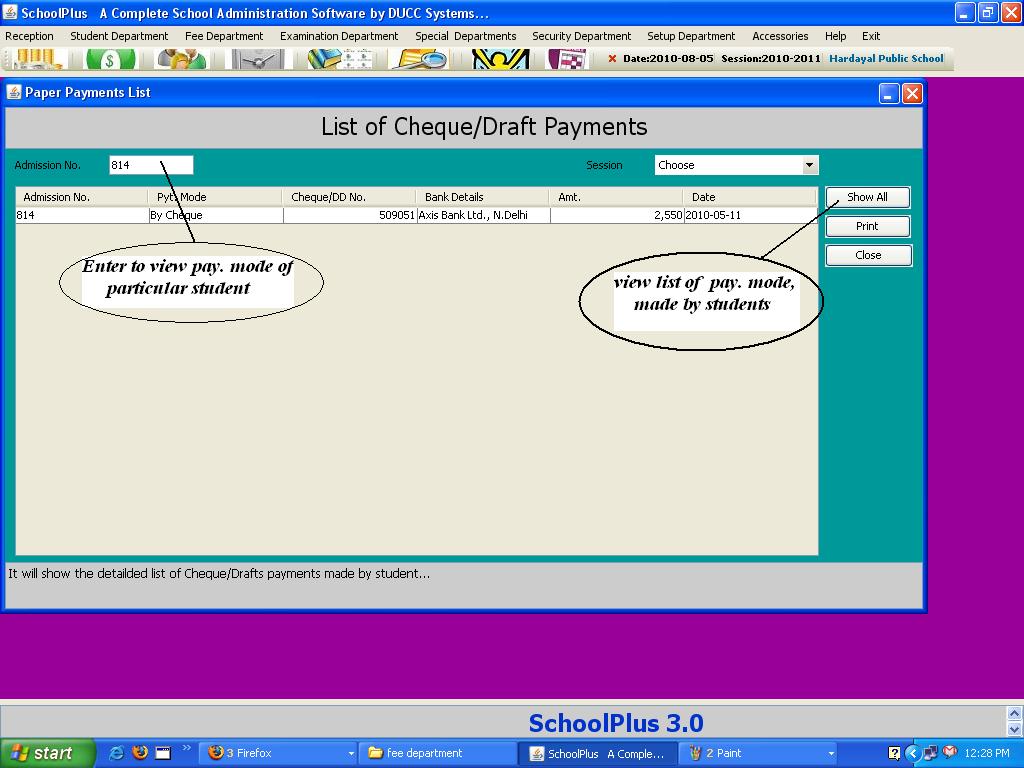 SchoolPlus A Complete School Administration Software by DUCC Systems...
Reception Student Department Fee Department Examination Department Special Departments Security Department Setup Department Accessories Help Exit
Date:2010-08-05 Session:2010-2011 Hardayal Public School
Paper Payments List
List of Cheque/Draft Payments
Admission No. 814 Session Choose
Admission No. Pyt. Mode Cheque/DD No. Bank Details Amt. Date Show All
814 By Cheque 509051 Axis Bank Ltd., N.Delhi 2,550 2010-05-11
Print
Close
Enter to view pay. mode of
particular student
view list of pay. mode,
made by students
It will show the detailded list of Cheque/Drafts payments made by student...
SchoolPlus 3.0
start 3 Firefox fee department SchoolPlus A Comple... 2 Paint 12:28 PM